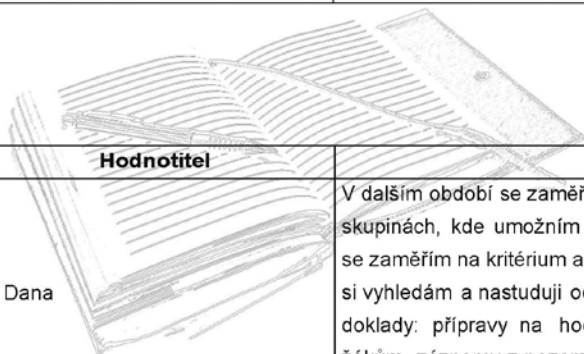 Hodnotitel
V dalším období se zaměř
skupinách, kde umožním
se zaměřím na kritérium a
Dana
si vyhledám a nastuduji
doklady: přípravy na